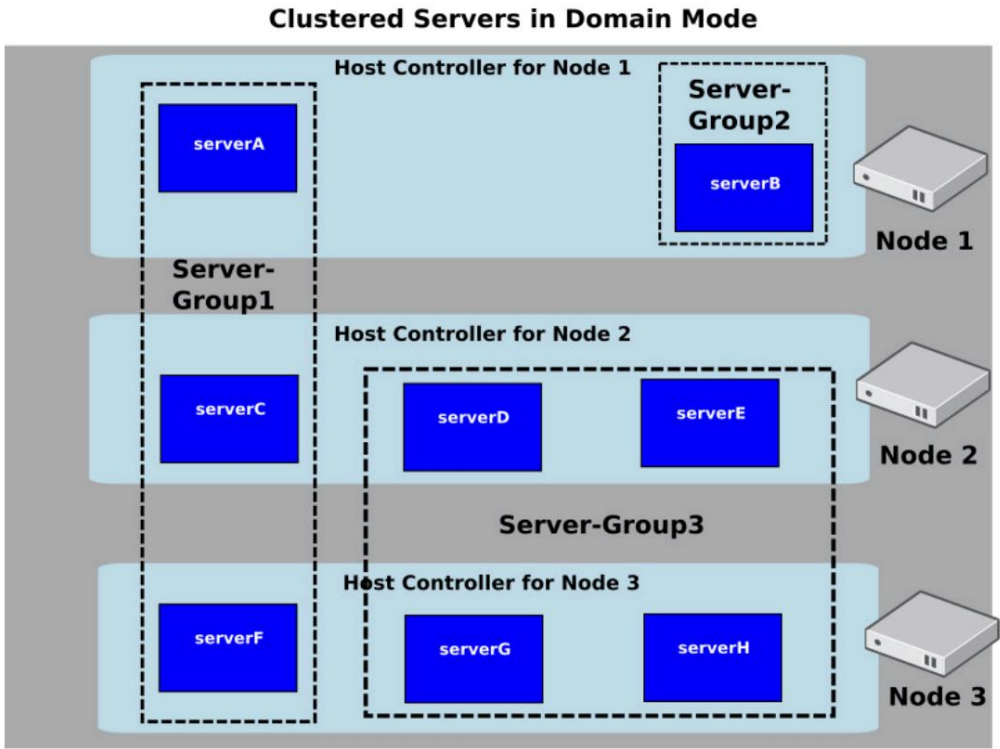 Clustered Servers in Domain Mode
Host Controller for Node 1
Server-
Group2
serverA
serverB
Node 1
Server-
Group1
Host Controller for Node 2
serverC
serverD
serverE
Node 2
Server-Group3
Host Controller for Node 3
serverF
serverG
serverH
Node 3